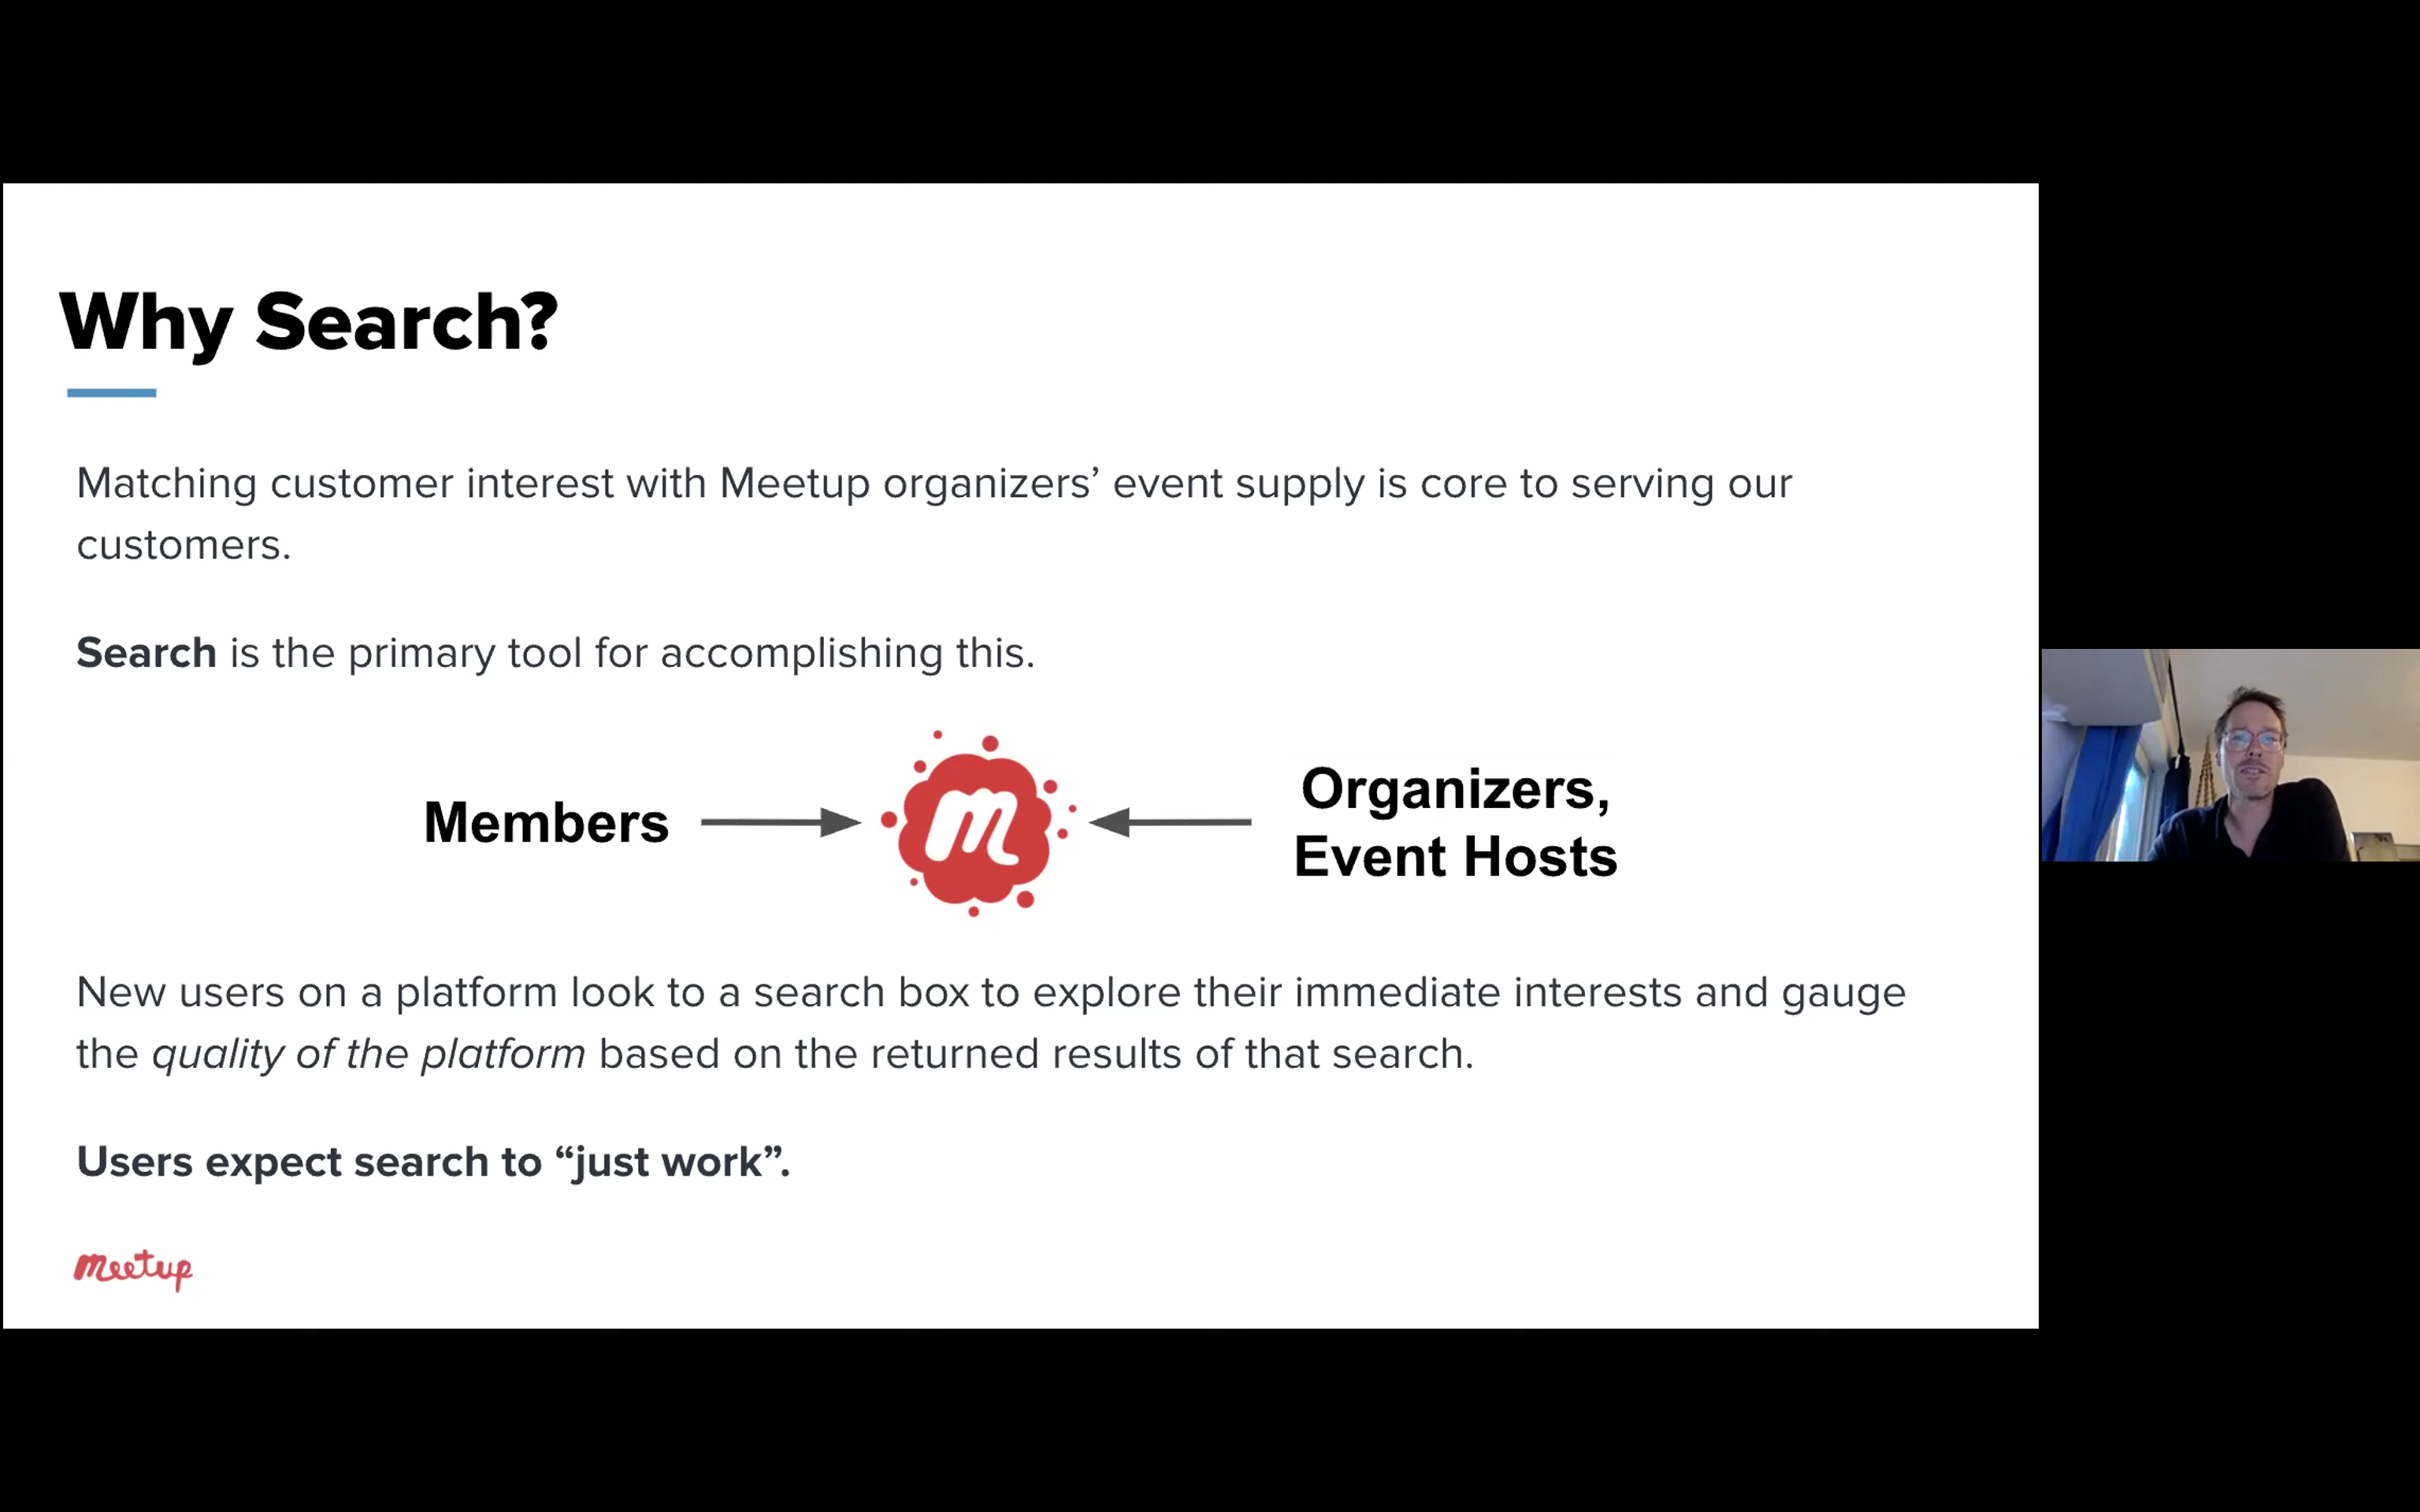 Why Search?
Matching customer interest with Meetup organizers’ event supply is core to serving our
customers.
Search is the primary tool for accomplishing this.
Members
m
Organizers,
Event Hosts
New users on a platform look to a search box to explore their immediate interests and gauge
the quality of the platform based on the returned results of that search.
Users expect search to “just work”.
meetup